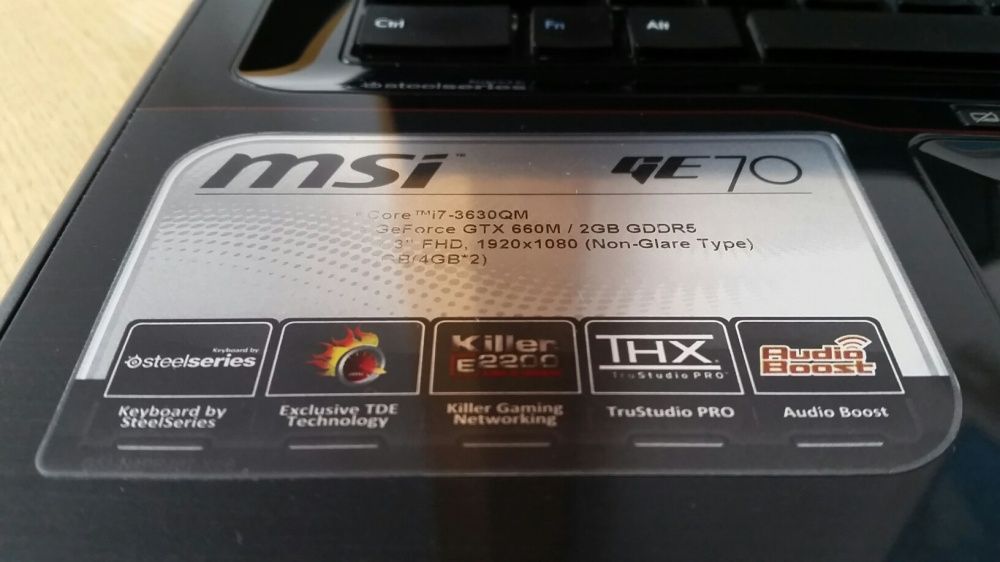 Ctrl
Fn
Alt
steelseries
msi™
GE70
Core™i7-3630QM
GeForce GTX 660M / 2GB GDDR5
3" FHD, 1920x1080 (Non-Glare Type)
GB(4GB*2)
Keyboard by
steelseries
Killer
E2200
THX
TruStudio PRO
Audio
Boost
Keyboard by
SteelSeries
Exclusive TDE
Technology
Killer Gaming
Networking
TruStudio PRO
Audio Boost